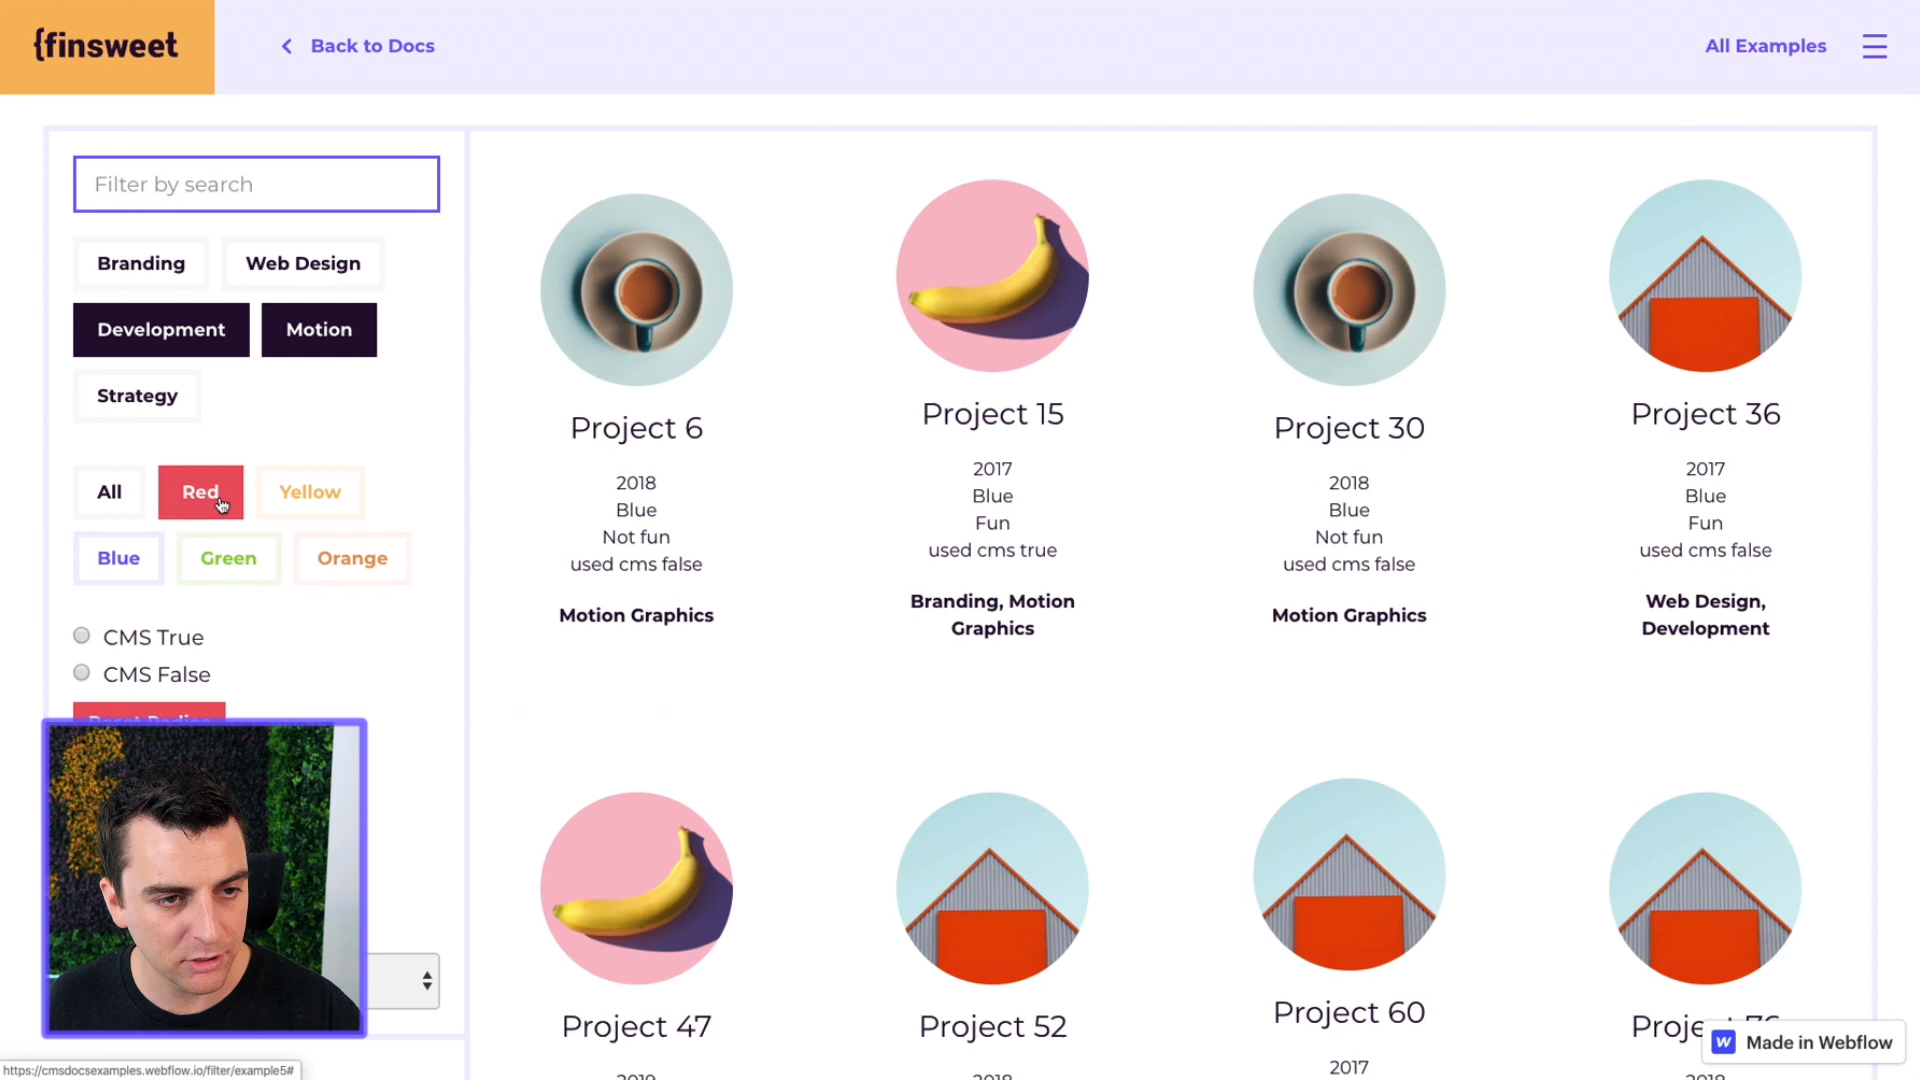 {finsweet
Back to Docs
All Examples
Filter by search
Branding
Web Design
Development
Motion
Strategy
All
Red
Yellow
Blue
Green
Orange
CMS True
CMS False
Reset Radios
Project 6
2018
Blue
Not fun
used cms false
Motion Graphics
Project 15
2017
Blue
Fun
used cms true
Branding, Motion
Graphics
Project 30
2018
Blue
Not fun
used cms false
Motion Graphics
Project 36
2017
Blue
Fun
used cms false
Web Design,
Development
Project 47
Project 52
Project 60
2017
Made in Webflow
https://cmsdocsexamples.webflow.io/filter/example5#